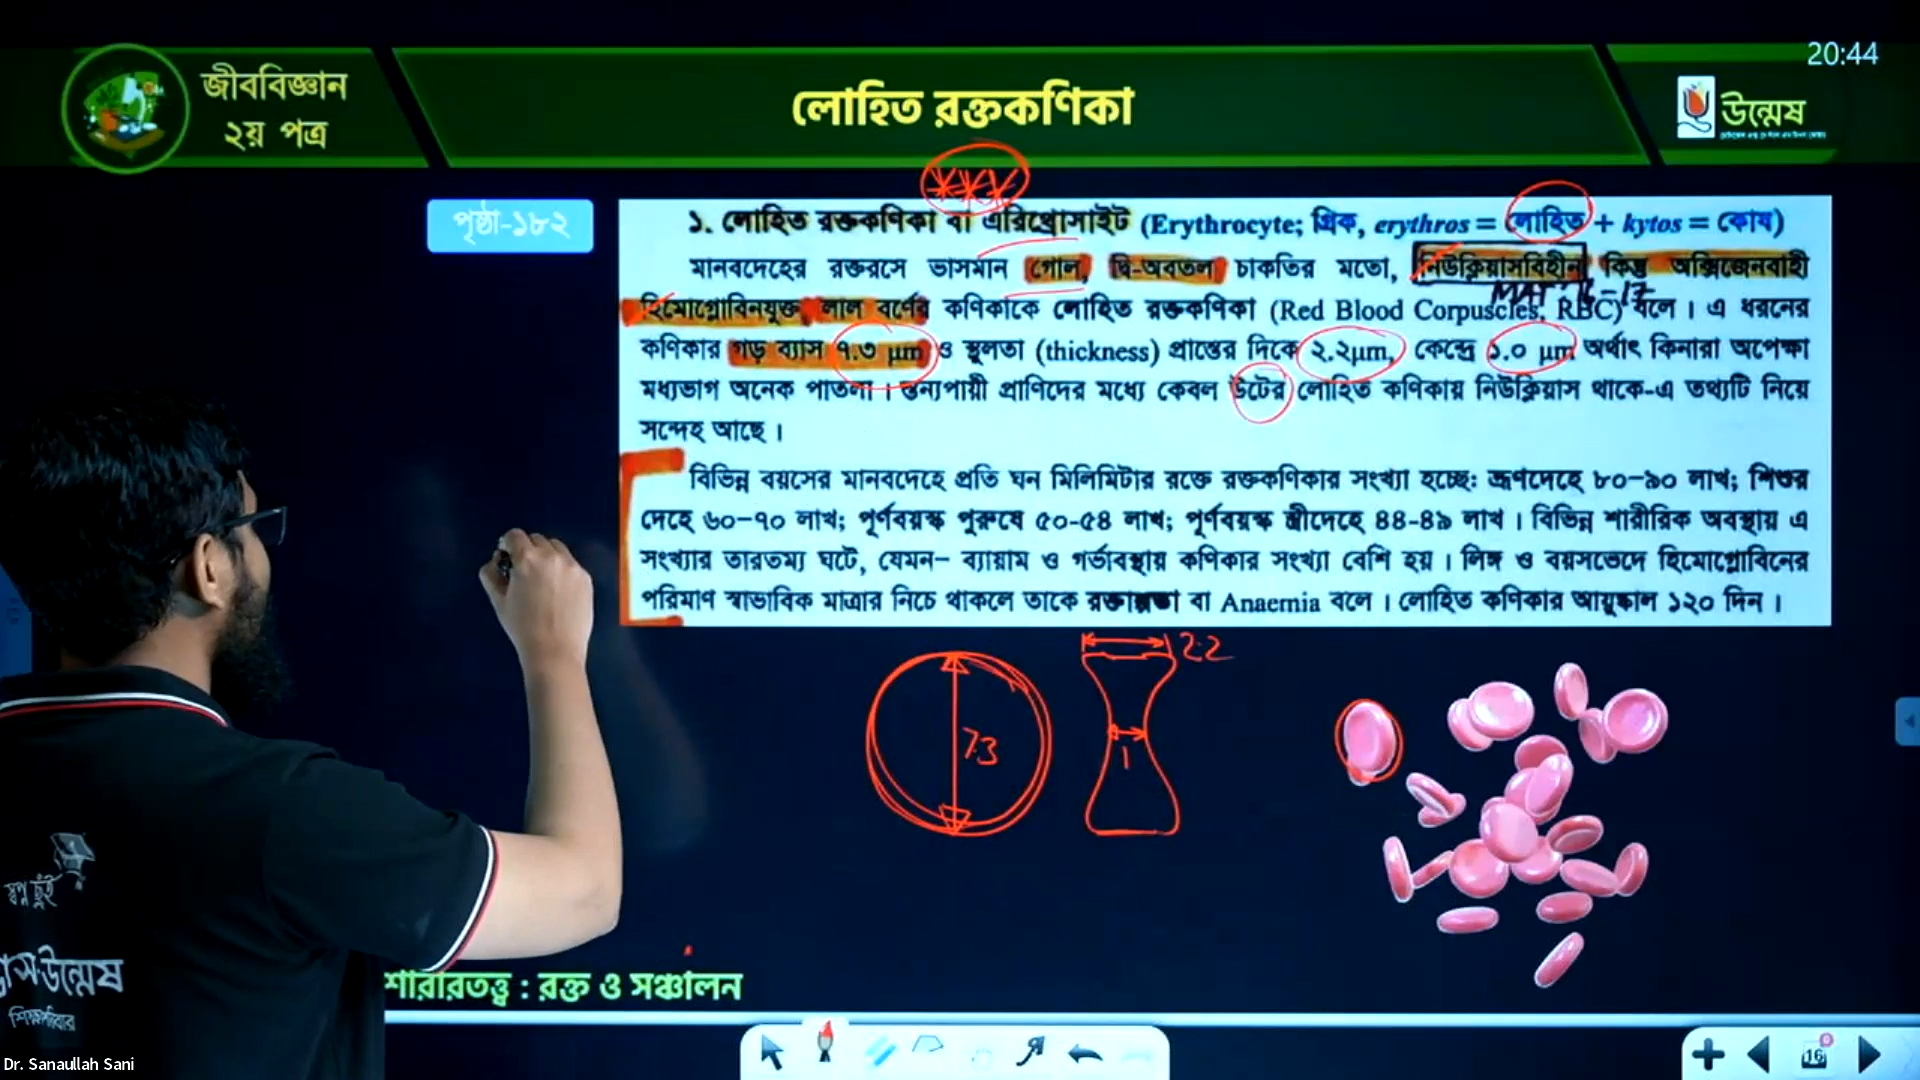 20:44
জীববিজ্ঞান
২য় পত্র
লোহিত রক্তকণিকা
উন্মেষ
পৃষ্ঠা-১৮২
১. লোহিত রক্তকণিকা বা এরিথ্রোসাইট (Erythrocyte; গ্রিক, erythros = লোহিত + kytos = কোষ)
মানবদেহের রক্তরসে ভাসমান গোল, দ্বি-অবতল চাকতির মতো, নিউক্লিয়াসবিহীন কিন্তু অক্সিজেনবাহী
MAT 16-17
হিমোগ্লোবিনযুক্ত লাল বর্ণের কণিকাকে লোহিত রক্তকণিকা (Red Blood Corpuscles, RBC) বলে। এ ধরনের
কণিকার গড় ব্যাস ৭.৩ μm ও স্থুলতা (thickness) প্রান্তের দিকে ২.২μm, কেন্দ্রে ১.০ μm অর্থাৎ কিনারা অপেক্ষা
মধ্যভাগ অনেক পাতলা। স্তন্যপায়ী প্রাণিদের মধ্যে কেবল উটের লোহিত কণিকায় নিউক্লিয়াস থাকে-এ তথ্যটি নিয়ে
সন্দেহ আছে।
বিভিন্ন বয়সের মানবদেহে প্রতি ঘন মিলিমিটার রক্তে রক্তকণিকার সংখ্যা হচ্ছে: ভ্রূণদেহে ৮০–৯০ লাখ; শিশুর
দেহে ৬০–৭০ লাখ; পূর্ণবয়স্ক পুরুষে ৫০-৫৪ লাখ; পূর্ণবয়স্ক স্ত্রীদেহে ৪৪-৪৯ লাখ। বিভিন্ন শারীরিক অবস্থায় এ
সংখ্যার তারতম্য ঘটে, যেমন– ব্যায়াম ও গর্ভাবস্থায় কণিকার সংখ্যা বেশি হয়। লিঙ্গ ও বয়সভেদে হিমোগ্লোবিনের
পরিমাণ স্বাভাবিক মাত্রার নিচে থাকলে তাকে রক্তাল্পতা বা Anaemia বলে। লোহিত কণিকার আয়ুষ্কাল ১২০ দিন।
2.2
7.3
1
স্বপ্ন ছুঁই
উন্মেষ
শারীরতত্ত্ব : রক্ত ও সঞ্চালন
16
Dr. Sanaullah Sani